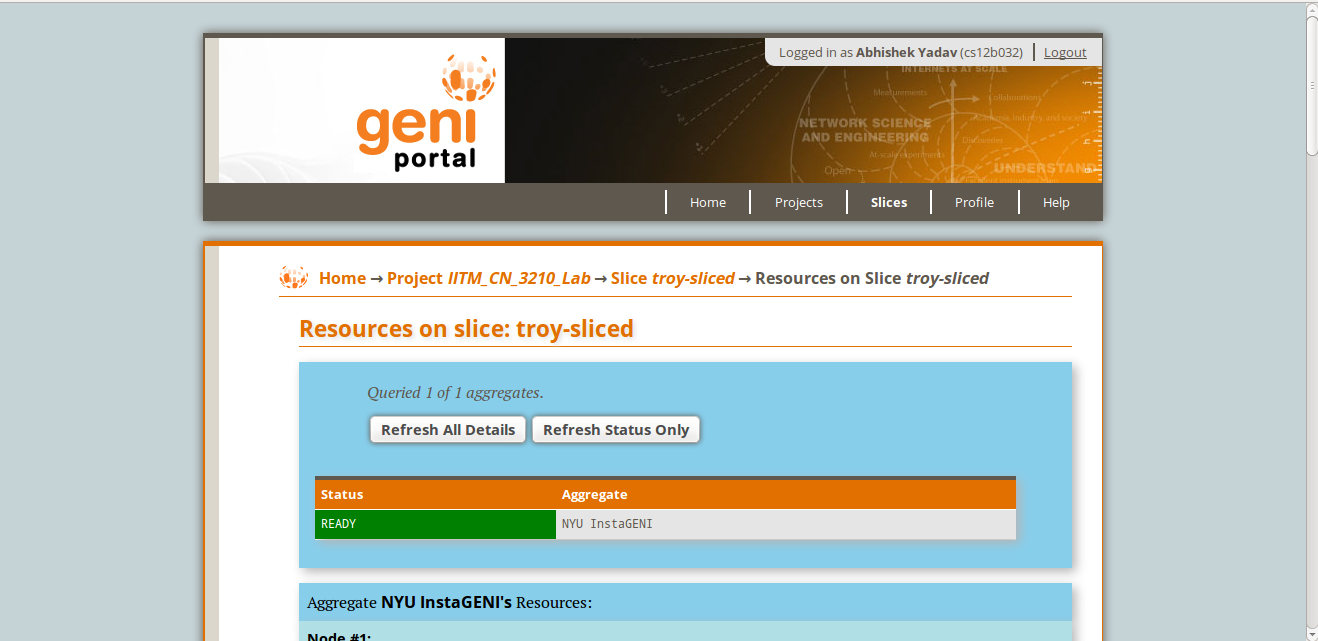 Logged in as Abhishek Yadav (cs12b032) Logout
geni
portal
INTERNETS AT SCALE
Measurements
Collaborations
NETWORK SCIENCE
AND ENGINEERING
Academia, industry, and society
Discoveries
At-scale experiments
Open
UNDERSTAND
Home Projects Slices Profile Help
Home → Project IITM_CN_3210_Lab → Slice troy-sliced → Resources on Slice troy-sliced
Resources on slice: troy-sliced
Queried 1 of 1 aggregates.
Refresh All Details Refresh Status Only
Status Aggregate
READY NYU InstaGENI
Aggregate NYU InstaGENI's Resources:
Node #1: